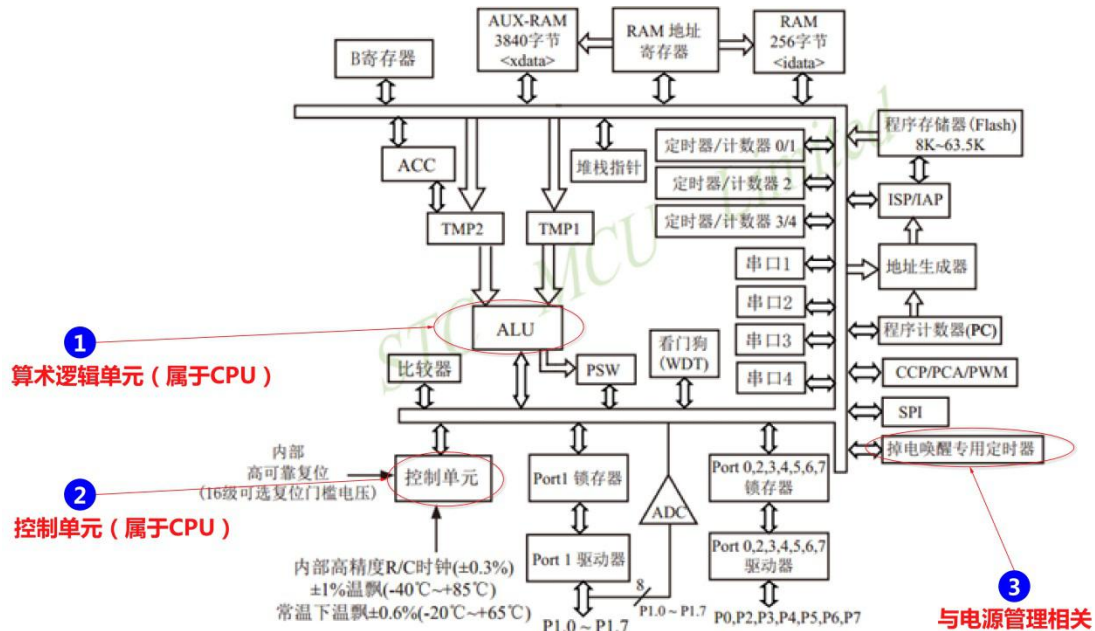 AUX-RAM
3840字节
<xdata>
RAM 地址
寄存器
RAM
256字节
<idata>
B寄存器
程序存储器(Flash)
8K~63.5K
定时器/计数器 0/1
ACC
堆栈指针
定时器/计数器 2
ISP/IAP
TMP2
TMP1
定时器/计数器 3/4
串口1
地址生成器
串口2
ALU
串口3
程序计数器(PC)
1
算术逻辑单元（属于CPU）
比较器
PSW
看门狗
(WDT)
串口4
CCP/PCA/PWM
SPI
掉电唤醒专用定时器
内部
高可靠复位
(16级可选复位门槛电压)
控制单元
Port1 锁存器
ADC
Port 0,2,3,4,5,6,7
锁存器
2
控制单元（属于CPU）
内部高精度R/C时钟(±0.3%)
±1%温飘(-40℃~+85℃)
常温下温飘±0.6%(-20℃~+65℃)
Port 1 驱动器
Port 0,2,3,4,5,6,7
驱动器
8
P1.0 ~ P1.7
P1.0 ~ P1.7
P0,P2,P3,P4,P5,P6,P7
3
与电源管理相关
STC MCU Limited